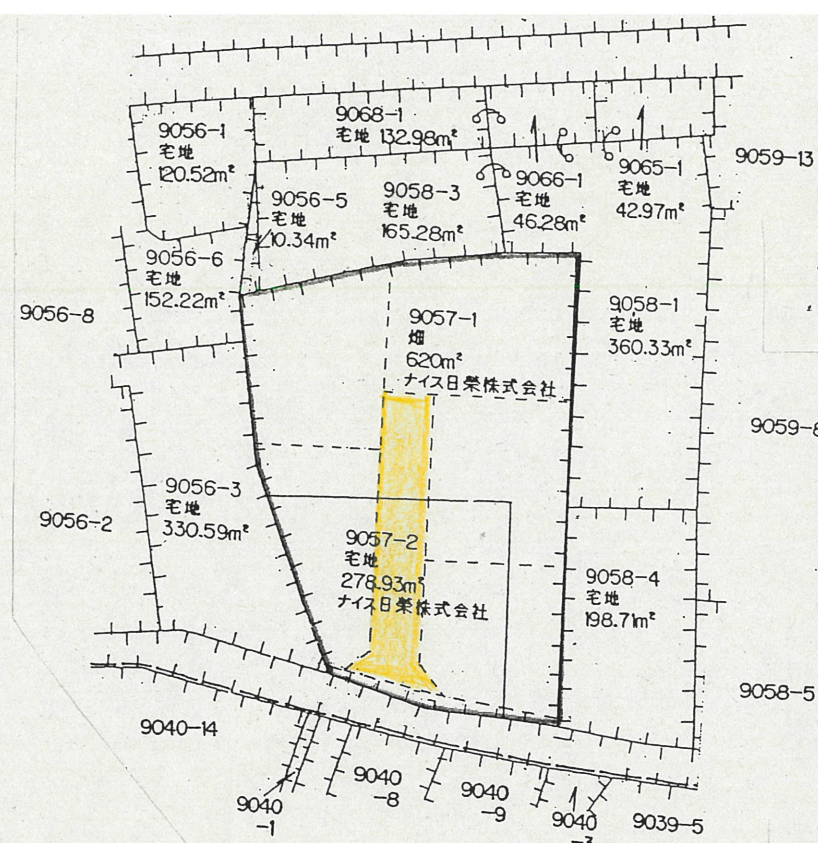 9056-1
宅地
120.52m²
9068-1
宅地 132.98m²
9056-5
宅地
10.34m²
9058-3
宅地
165.28m²
9066-1
宅地
46.28m²
9065-1
宅地
42.97m²
9059-13
9056-6
宅地
152.22m²
9056-8
9057-1
畑
620m²
ナイス日榮株式会社
9058-1
宅地
360.33m²
9059-8
9056-3
宅地
330.59m²
9056-2
9057-2
宅地
278.93m²
ナイス日榮株式会社
9058-4
宅地
198.71m²
9058-5
9040-14
9040
-1
9040
-8
9040
-9
9040
9039-5